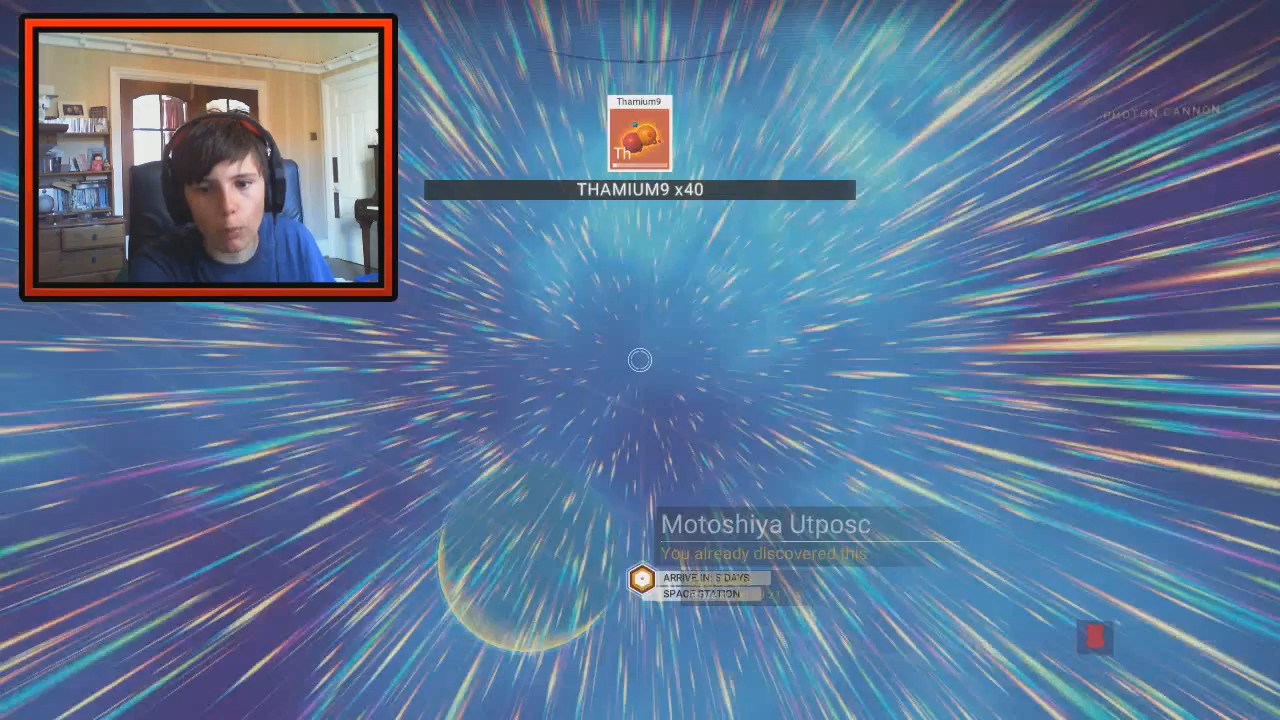 Thamium9
Th
THAMIUM9 x40
PHOTON CANNON
Motoshiya Utposc
You already discovered this
ARRIVE IN: 5 DAYS
SPACE STATION